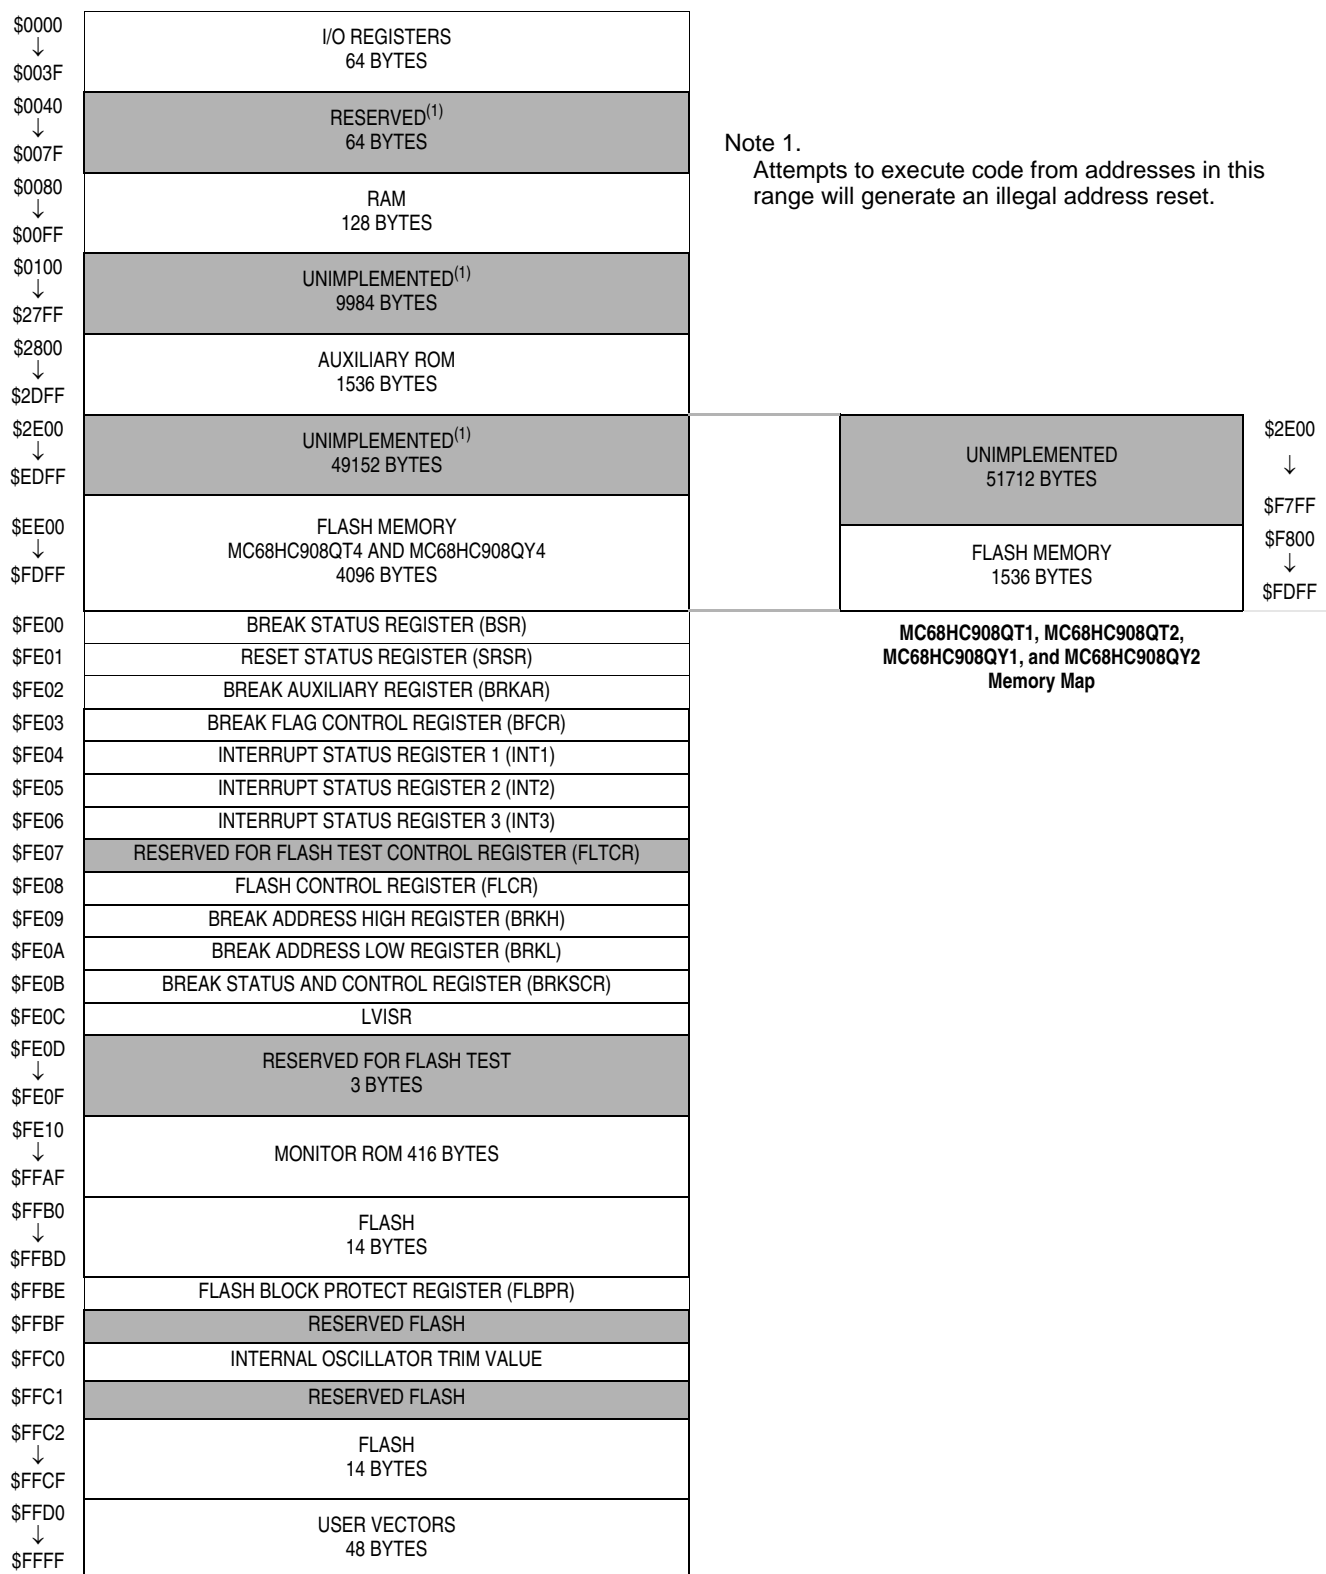 $0000
↓
$003F
I/O REGISTERS
64 BYTES
$0040
↓
$007F
RESERVED(1)
64 BYTES
Note 1.
Attempts to execute code from addresses in this
range will generate an illegal address reset.
$0080
↓
$00FF
RAM
128 BYTES
$0100
↓
$27FF
UNIMPLEMENTED(1)
9984 BYTES
$2800
↓
$2DFF
AUXILIARY ROM
1536 BYTES
$2E00
↓
$EDFF
UNIMPLEMENTED(1)
49152 BYTES
UNIMPLEMENTED
51712 BYTES
$2E00
↓
$F7FF
$EE00
↓
$FDFF
FLASH MEMORY
MC68HC908QT4 AND MC68HC908QY4
4096 BYTES
FLASH MEMORY
1536 BYTES
$F800
↓
$FDFF
MC68HC908QT1, MC68HC908QT2,
MC68HC908QY1, and MC68HC908QY2
Memory Map
$FE00 BREAK STATUS REGISTER (BSR)
$FE01 RESET STATUS REGISTER (SRSR)
$FE02 BREAK AUXILIARY REGISTER (BRKAR)
$FE03 BREAK FLAG CONTROL REGISTER (BFCR)
$FE04 INTERRUPT STATUS REGISTER 1 (INT1)
$FE05 INTERRUPT STATUS REGISTER 2 (INT2)
$FE06 INTERRUPT STATUS REGISTER 3 (INT3)
$FE07 RESERVED FOR FLASH TEST CONTROL REGISTER (FLTCR)
$FE08 FLASH CONTROL REGISTER (FLCR)
$FE09 BREAK ADDRESS HIGH REGISTER (BRKH)
$FE0A BREAK ADDRESS LOW REGISTER (BRKL)
$FE0B BREAK STATUS AND CONTROL REGISTER (BRKSCR)
$FE0C LVISR
$FE0D
↓
$FE0F
RESERVED FOR FLASH TEST
3 BYTES
$FE10
↓
$FFAF
MONITOR ROM 416 BYTES
$FFB0
↓
$FFBD
FLASH
14 BYTES
$FFBE FLASH BLOCK PROTECT REGISTER (FLBPR)
$FFBF RESERVED FLASH
$FFC0 INTERNAL OSCILLATOR TRIM VALUE
$FFC1 RESERVED FLASH
$FFC2
↓
$FFCF
FLASH
14 BYTES
$FFD0
↓
$FFFF
USER VECTORS
48 BYTES